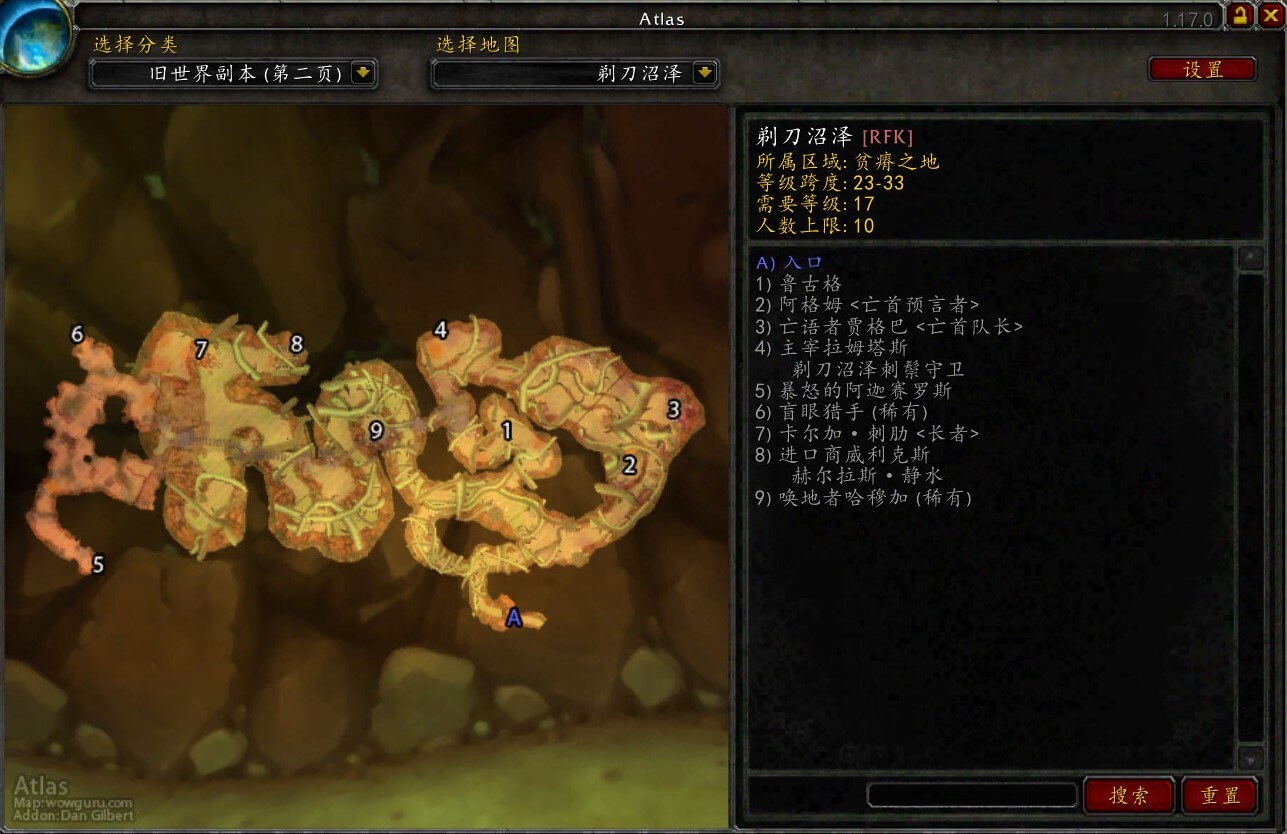 Atlas
1.17.0
选择分类
选择地图
旧世界副本 (第二页)
剃刀沼泽
设置
剃刀沼泽 [RFK]
所属区域: 贫瘠之地
等级跨度: 23-33
需要等级: 17
人数上限: 10
A) 入口
1) 鲁古格
2) 阿格姆 <亡首预言者>
3) 亡语者贾格巴 <亡首队长>
4) 主宰拉姆塔斯
剃刀沼泽刺鬃守卫
5) 暴怒的阿迦赛罗斯
6) 盲眼猎手 (稀有)
7) 卡尔加・刺肋 <长者>
8) 进口商威利克斯
赫尔拉斯・静水
9) 唤地者哈穆加 (稀有)
6
7
8
4
3
9
1
2
5
A
Atlas
Map:wowguru.com
Addon:Dan Gilbert
搜索
重置